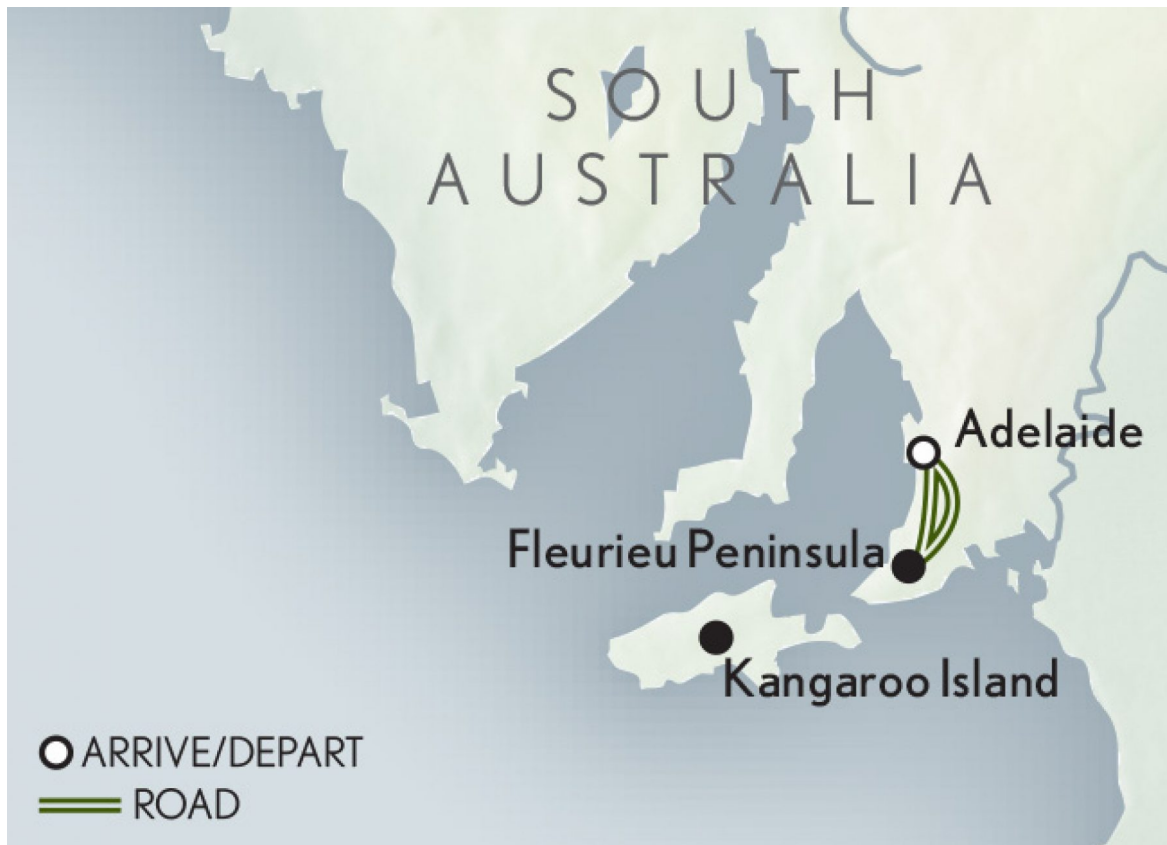 SOUTH
AUSTRALIA
Adelaide
Fleurieu Peninsula
Kangaroo Island
ARRIVE/DEPART
ROAD